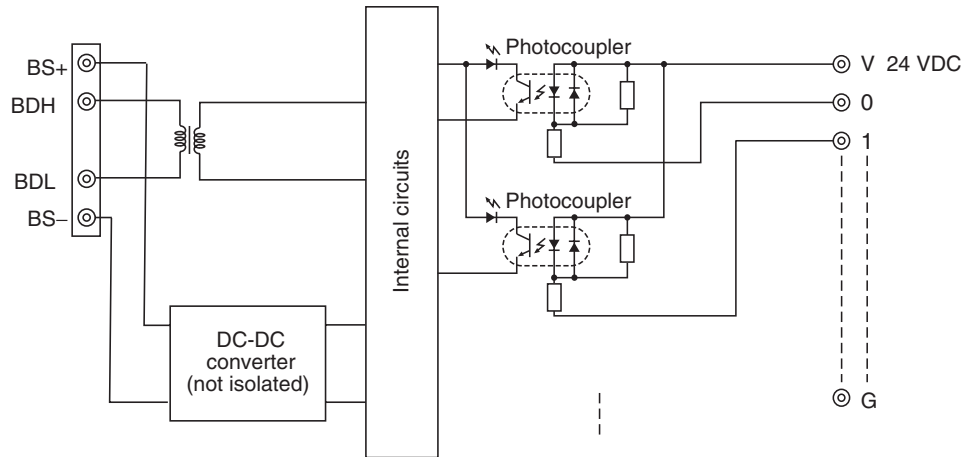 BS+
BDH
BDL
BS−
DC-DC
converter
(not isolated)
Internal circuits
Photocoupler
Photocoupler
V 24 VDC
0
1
G